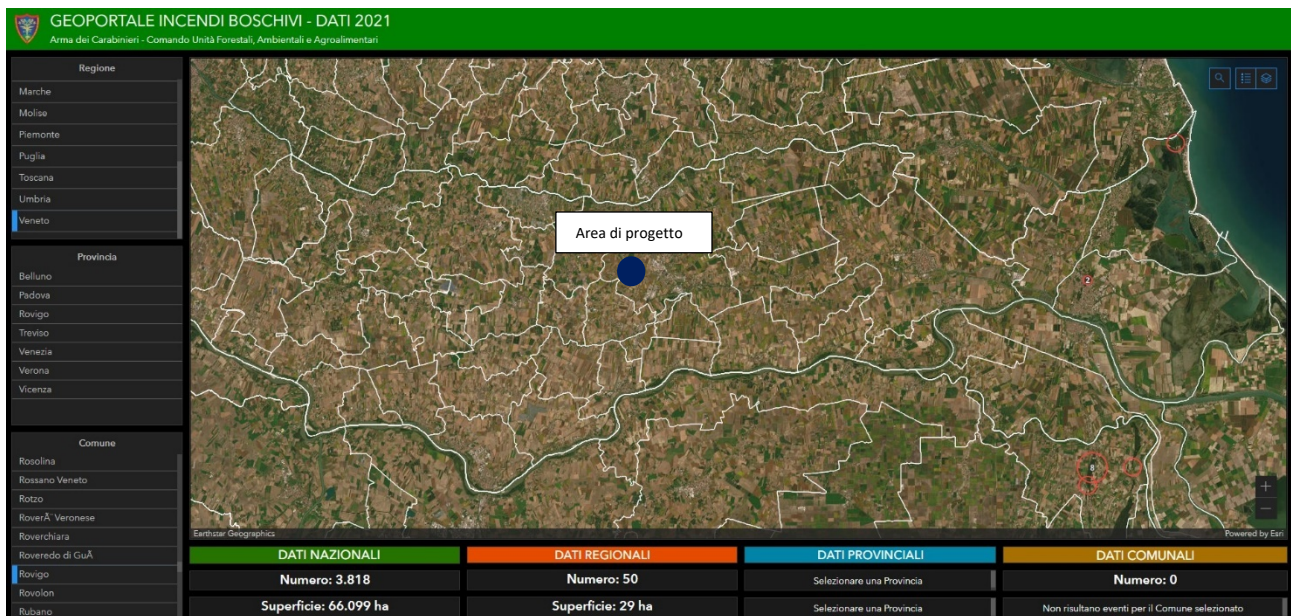 GEOPORTALE INCENDI BOSCHIVI - DATI 2021
Arma dei Carabinieri - Comando Unità Forestali, Ambientali e Agroalimentari
Regione
Marche
Molise
Piemonte
Puglia
Toscana
Umbria
Veneto
Provincia
Belluno
Padova
Rovigo
Treviso
Venezia
Verona
Vicenza
Comune
Rosolina
Rossano Veneto
Rotzo
RoverÃ¨ Veronese
Roverchiara
Roveredo di GuÃ
Rovigo
Rovolon
Rubano
Area di progetto
2
8
+
−
Earthstar Geographics
Powered by Esri
DATI NAZIONALI
Numero: 3.818
Superficie: 66.099 ha
DATI REGIONALI
Numero: 50
Superficie: 29 ha
DATI PROVINCIALI
Selezionare una Provincia
Selezionare una Provincia
DATI COMUNALI
Numero: 0
Non risultano eventi per il Comune selezionato